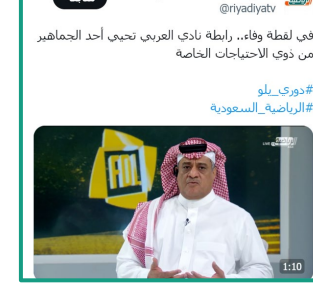 @riyadiyatv
في لقطة وفاء.. رابطة نادي العربي تحيي أحد الجماهير
من ذوي الاحتياجات الخاصة
#دوري_يلو
#الرياضية_السعودية
1:10